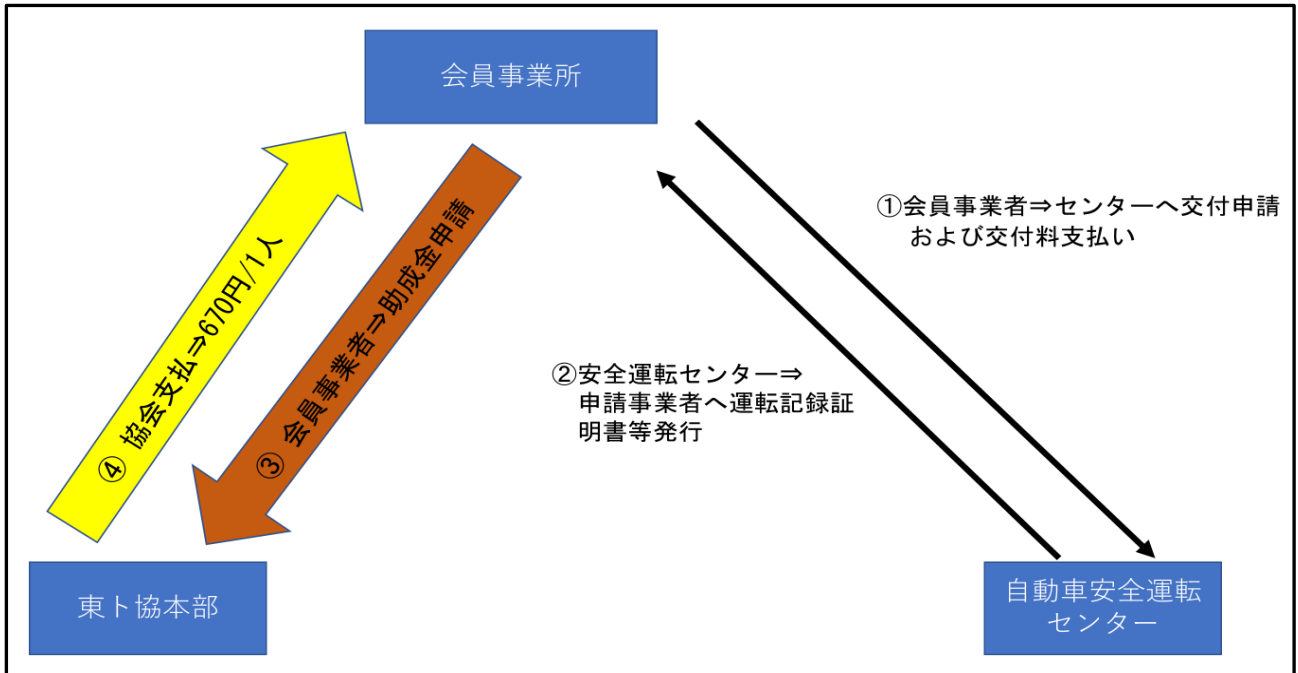 会員事業所
①会員事業者⇒センターへ交付申請
および交付料支払い
②安全運転センター⇒
申請事業者へ運転記録証
明書等発行
③ 会員事業者⇒助成金申請
④ 協会支払⇒670円/1人
東ト協本部
自動車安全運転
センター